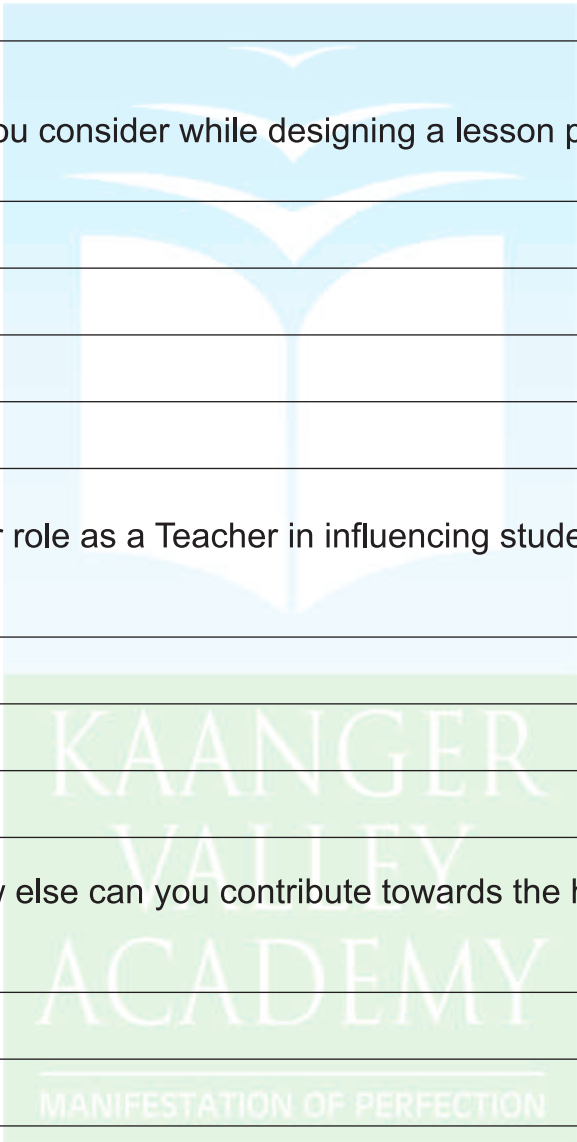 ou consider while designing a lesson p
r role as a Teacher in influencing stude
KAANGER
VALLEY
else can you contribute towards the h
ACADEMY
MANIFESTATION OF PERFECTION